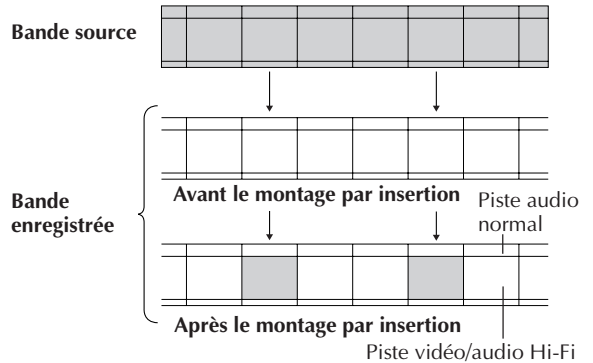 Bande source
Avant le montage par insertion
Bande
enregistrée
Piste audio
normal
Après le montage par insertion
Piste vidéo/audio Hi-Fi